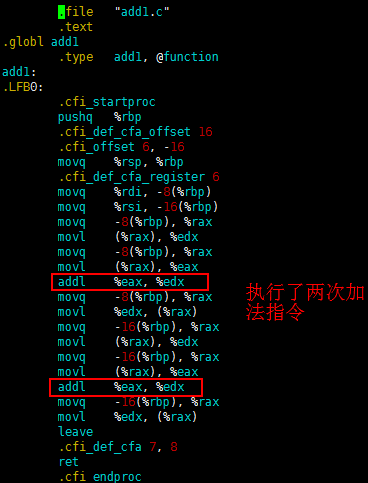 .file "add1.c"
.text
.globl add1
.type add1, @function
add1:
.LFB0:
.cfi_startproc
pushq %rbp
.cfi_def_cfa_offset 16
.cfi_offset 6, -16
movq %rsp, %rbp
.cfi_def_cfa_register 6
movq %rdi, -8(%rbp)
movq %rsi, -16(%rbp)
movq -8(%rbp), %rax
movl (%rax), %edx
movq -8(%rbp), %rax
movl (%rax), %eax
addl %eax, %edx
执行了两次加
法指令
movq -8(%rbp), %rax
movl %edx, (%rax)
movq -16(%rbp), %rax
movl (%rax), %edx
movq -16(%rbp), %rax
movl (%rax), %eax
addl %eax, %edx
movq -16(%rbp), %rax
movl %edx, (%rax)
leave
.cfi_def_cfa 7, 8
ret
.cfi_endproc